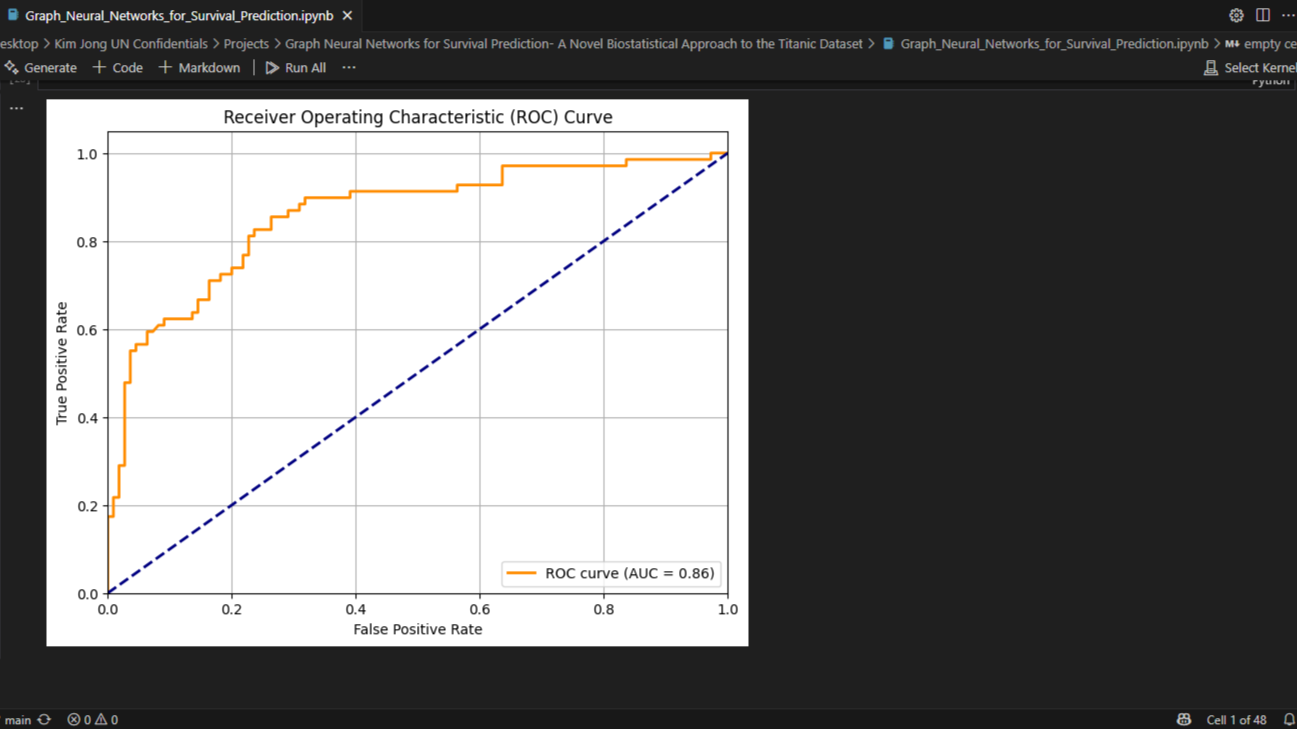 Graph_Neural_Networks_for_Survival_Prediction.ipynb
esktop > Kim Jong UN Confidentials > Projects > Graph Neural Networks for Survival Prediction- A Novel Biostatistical Approach to the Titanic Dataset > Graph_Neural_Networks_for_Survival_Prediction.ipynb > M↓ empty ce
Generate + Code + Markdown | Run All ...
Select Kernel
Python
Receiver Operating Characteristic (ROC) Curve
1.0
0.8
0.6
0.4
0.2
0.0
True Positive Rate
ROC curve (AUC = 0.86)
0.0 0.2 0.4 0.6 0.8 1.0
False Positive Rate
main 0 0 Cell 1 of 48